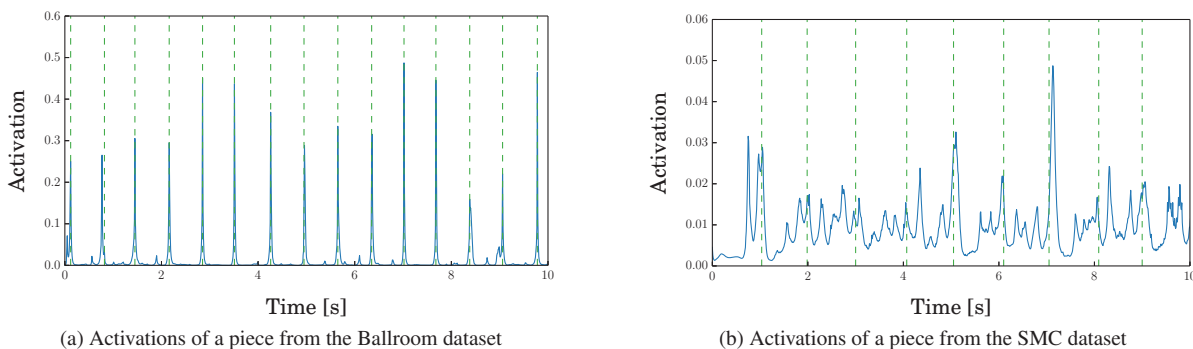 0.6
0.5
0.4
0.3
0.2
0.1
0.0
Activation
0 2 4 6 8 10
Time [s]
(a) Activations of a piece from the Ballroom dataset
0.06
0.05
0.04
0.03
0.02
0.01
0.00
Activation
0 2 4 6 8 10
Time [s]
(b) Activations of a piece from the SMC dataset